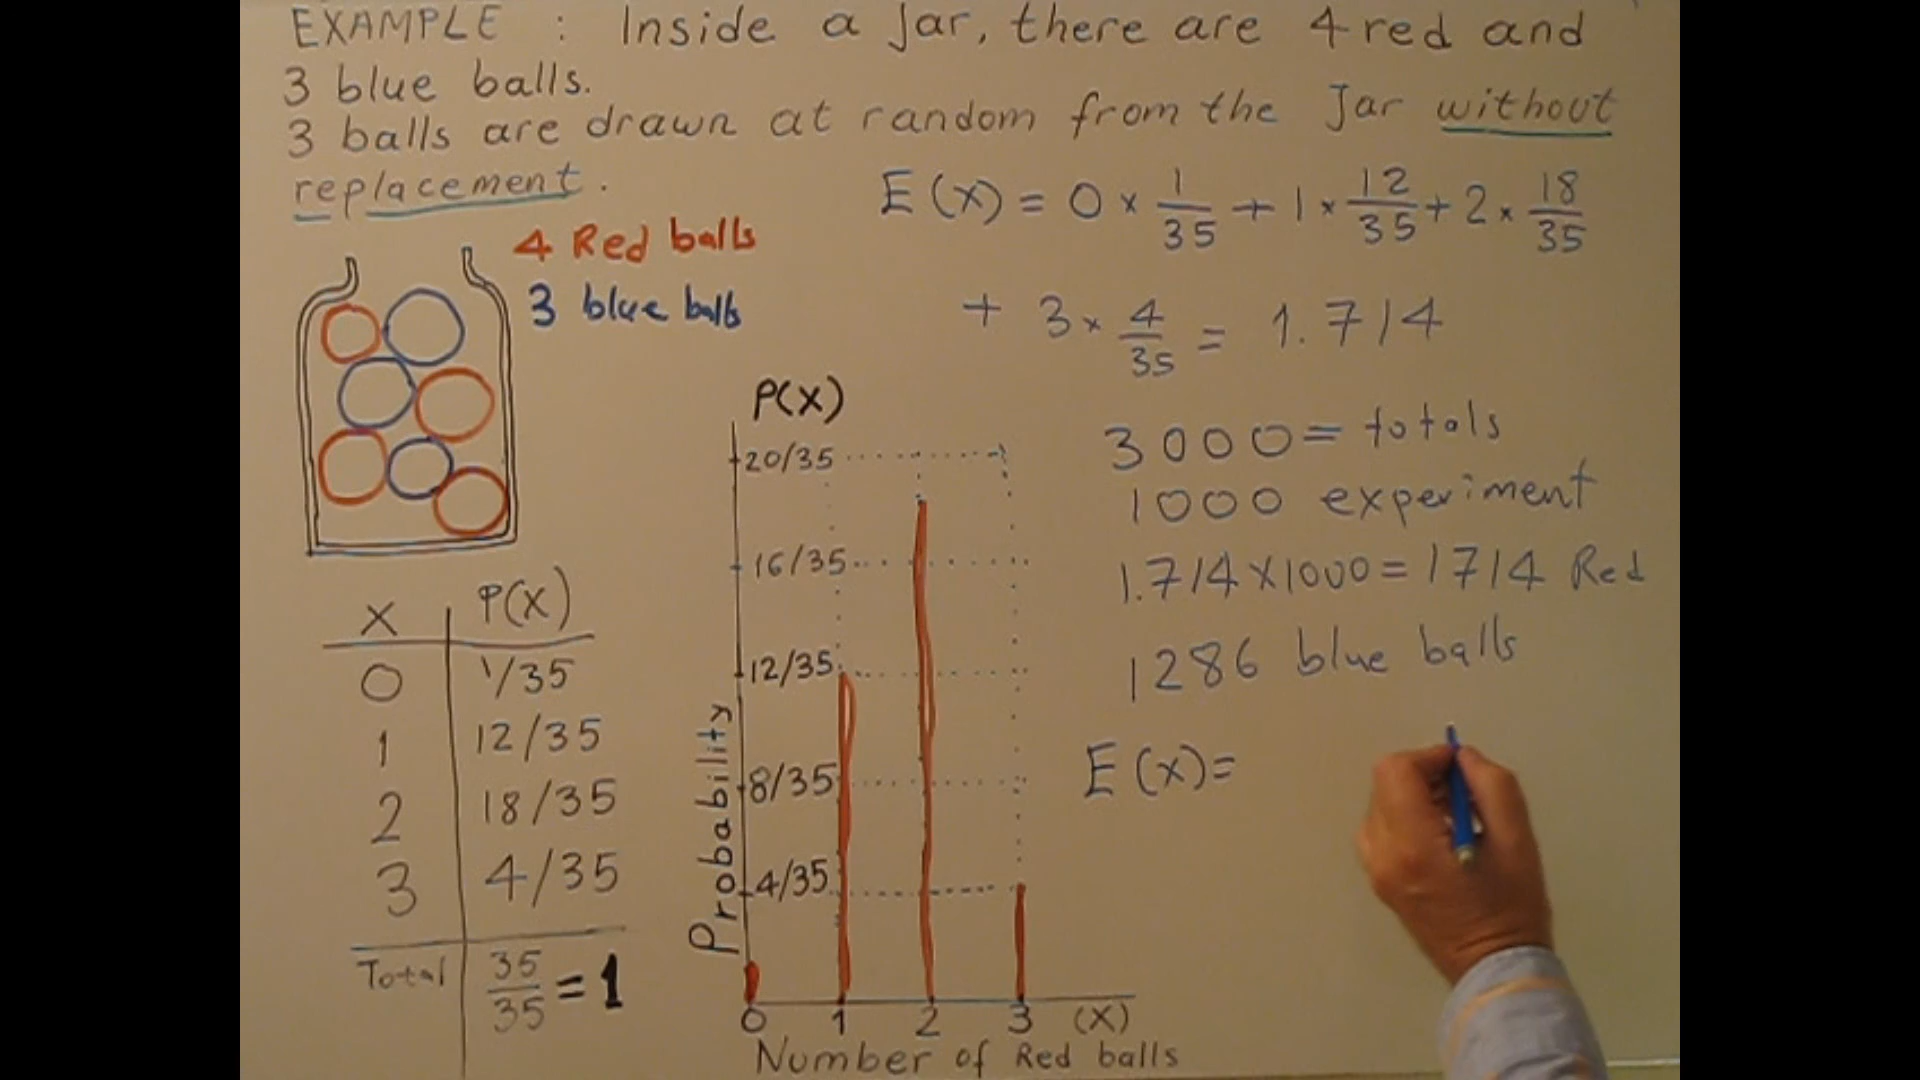 EXAMPLE : Inside a Jar, there are 4 red and
3 blue balls.
3 balls are drawn at random from the Jar without
replacement.
4 Red balls
3 blue balls
E(X) = 0 × 1/35 + 1 × 12/35 + 2 × 18/35
+ 3 × 4/35 = 1.714
X P(X)
0 1/35
1 12/35
2 18/35
3 4/35
Total 35/35 = 1
P(X)
20/35
16/35
12/35
8/35
4/35
Probability
0 1 2 3 (X)
Number of Red balls
3000 = totals
1000 experiment
1.714 × 1000 = 1714 Red
1286 blue balls
E(X) =